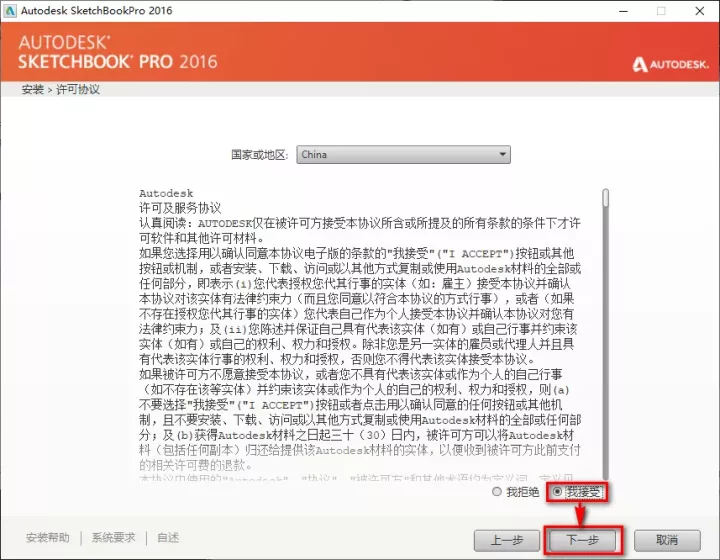 Autodesk SketchBookPro 2016
AUTODESK®
SKETCHBOOK® PRO 2016
AUTODESK.
安装 > 许可协议
国家或地区: China
Autodesk
许可及服务协议
认真阅读：AUTODESK仅在被许可方接受本协议所含或所提及的所有条款的条件下才许
可软件和其他许可材料。
如果您选择用以确认同意本协议电子版的条款的"我接受"("I ACCEPT")按钮或其他
按钮或机制，或者安装、下载、访问或以其他方式复制或使用Autodesk材料的全部或
任何部分，即表示(i)您代表授权您代其行事的实体（如：雇主）接受本协议并确认
本协议对该实体有法律约束力（而且您同意以符合本协议的方式行事），或者（如果
不存在授权您代其行事的实体）您代表自己作为个人接受本协议并确认本协议对您有
法律约束力；及(ii)您陈述并保证自己具有代表该实体（如有）或自己行事并约束该
实体（如有）或自己的权利、权力和授权。除非您是另一实体的雇员或代理人并且具
有代表该实体行事的权利、权力和授权，否则您不得代表该实体接受本协议。
如果被许可方不愿意接受本协议，或者您不具有代表该实体或作为个人的自己行事
（如不存在该等实体）并约束该实体或作为个人的自己的权利、权力和授权，则(a)
不要选择"我接受"("I ACCEPT")按钮或者点击用以确认同意的任何按钮或其他机
制，且不要安装、下载、访问或以其他方式复制或使用Autodesk材料的全部或任何部
分；及(b)获得Autodesk材料之日起三十（30）日内，被许可方可以将Autodesk材
料（包括任何副本）归还给提供该Autodesk材料的实体，以便收到被许可方此前支付
的相关许可费的退款。
本协议中使用的"Autodesk"、"协议"、"被许可方"和其他术语均为定义词，定义见
我拒绝 我接受
安装帮助 系统要求 自述 上一步 下一步 取消